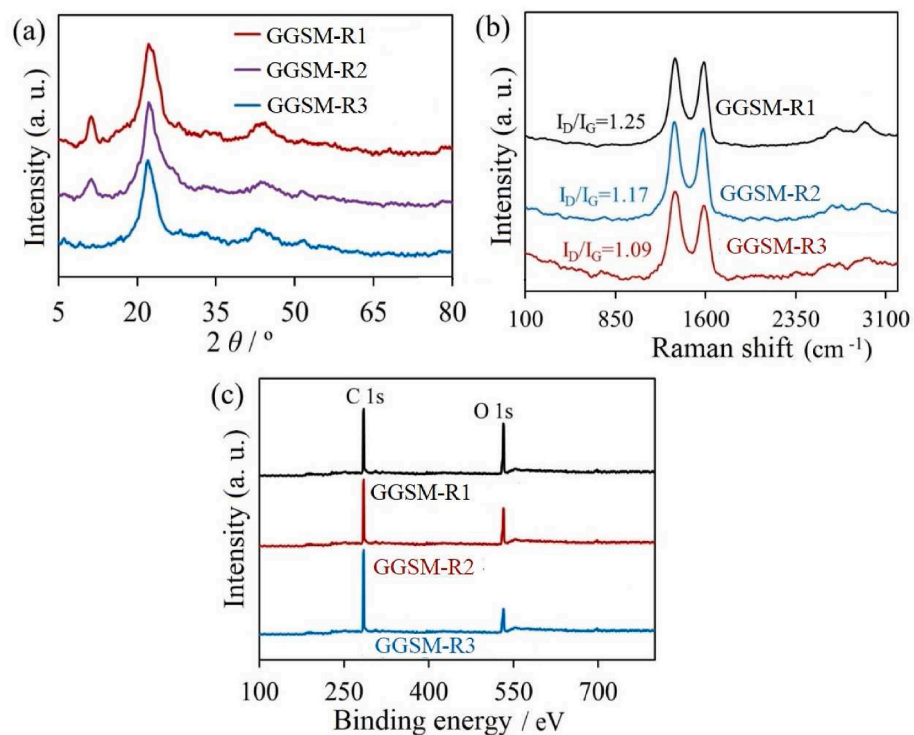 (a)
GGSM-R1
GGSM-R2
GGSM-R3
Intensity (a. u.)
5 20 35 50 65 80
2 θ / º
(b)
GGSM-R1
I_D/I_G=1.25
GGSM-R2
I_D/I_G=1.17
GGSM-R3
I_D/I_G=1.09
Intensity (a. u.)
100 850 1600 2350 3100
Raman shift (cm⁻¹)
(c)
C 1s
O 1s
GGSM-R1
GGSM-R2
GGSM-R3
Intensity (a. u.)
100 250 400 550 700
Binding energy / eV